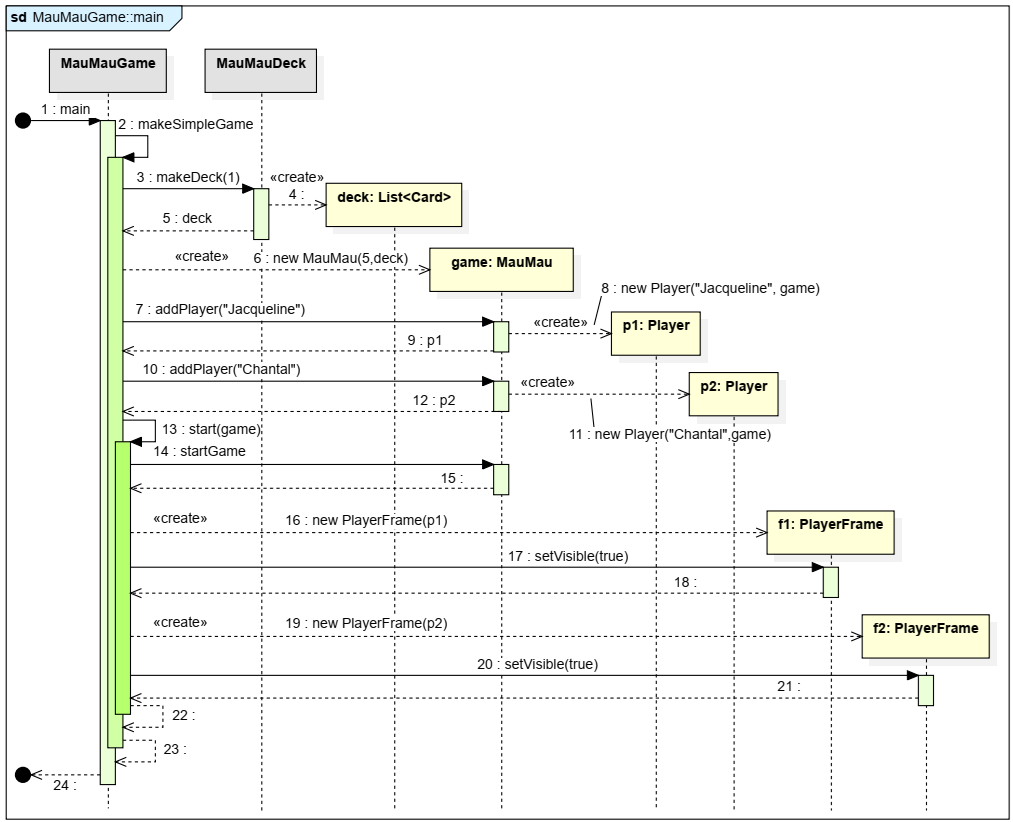 sd MauMauGame::main
MauMauGame
MauMauDeck
1 : main
2 : makeSimpleGame
3 : makeDeck(1)
«create»
4 :
deck: List<Card>
5 : deck
«create»
6 : new MauMau(5,deck)
game: MauMau
8 : new Player("Jacqueline", game)
7 : addPlayer("Jacqueline")
«create»
p1: Player
9 : p1
10 : addPlayer("Chantal")
«create»
p2: Player
12 : p2
13 : start(game)
11 : new Player("Chantal",game)
14 : startGame
15 :
«create»
16 : new PlayerFrame(p1)
f1: PlayerFrame
17 : setVisible(true)
18 :
«create»
19 : new PlayerFrame(p2)
f2: PlayerFrame
20 : setVisible(true)
21 :
22 :
23 :
24 :